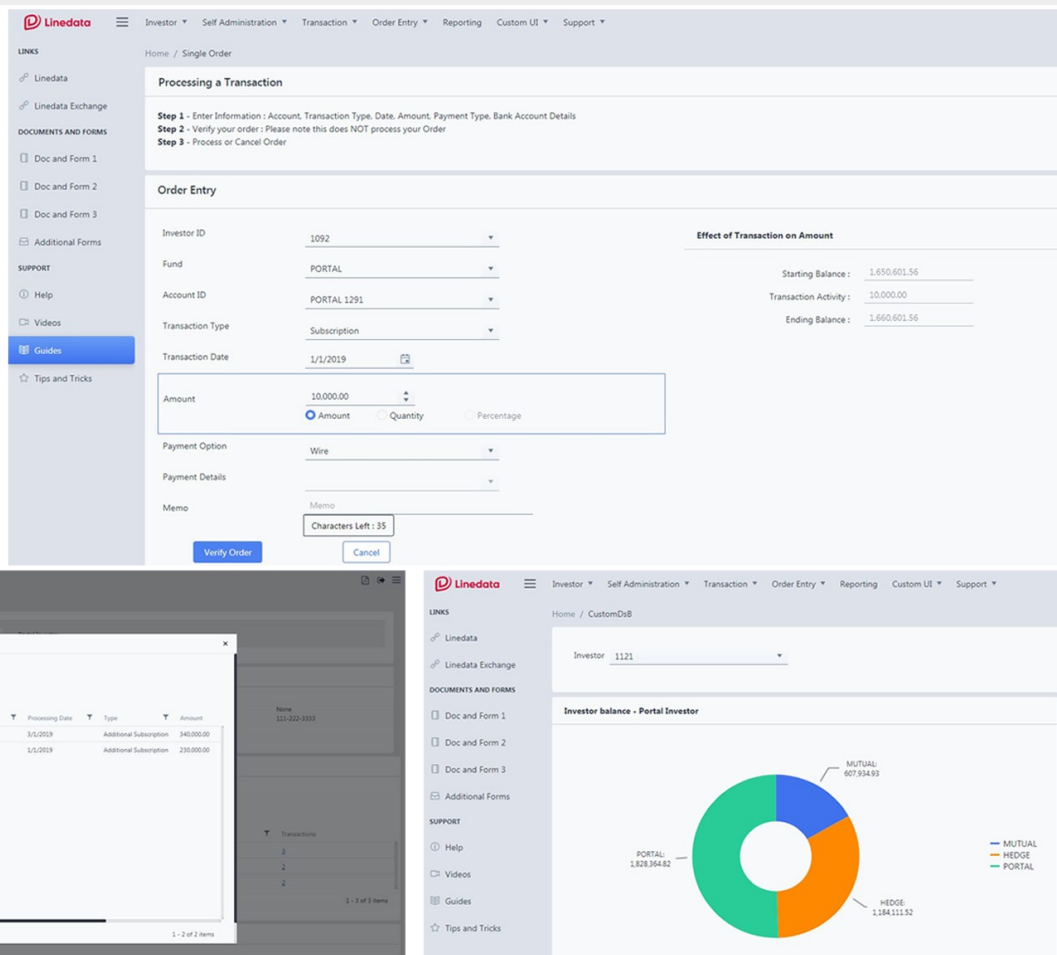 Linedata
Investor Self Administration Transaction Order Entry Reporting Custom UI Support
LINKS
Home / Single Order
Linedata
Linedata Exchange
DOCUMENTS AND FORMS
Doc and Form 1
Doc and Form 2
Doc and Form 3
Additional Forms
SUPPORT
Help
Videos
Guides
Tips and Tricks
Processing a Transaction
Step 1 - Enter Information : Account, Transaction Type, Date, Amount, Payment Type, Bank Account Details
Step 2 - Verify your order : Please note this does NOT process your Order
Step 3 - Process or Cancel Order
Order Entry
Investor ID 1092
Fund PORTAL
Account ID PORTAL 1291
Transaction Type Subscription
Transaction Date 1/1/2019
Amount 10,000.00
Amount Quantity Percentage
Payment Option Wire
Payment Details
Memo Memo
Characters Left : 35
Verify Order Cancel
Effect of Transaction on Amount
Starting Balance : 1,650,601.56
Transaction Activity : 10,000.00
Ending Balance : 1,660,601.56
None
111-222-3333
Processing Date Type Amount
3/1/2019 Additional Subscription 340,000.00
1/1/2019 Additional Subscription 230,000.00
Transactions
3
2
2
1 - 3 of 3 items
1 - 2 of 2 items
Linedata
Investor Self Administration Transaction Order Entry Reporting Custom UI Support
LINKS
Home / CustomDsB
Linedata
Linedata Exchange
DOCUMENTS AND FORMS
Doc and Form 1
Doc and Form 2
Doc and Form 3
Additional Forms
SUPPORT
Help
Videos
Guides
Tips and Tricks
Investor 1121
Investor balance - Portal Investor
MUTUAL:
607,934.93
PORTAL:
1,828,364.82
HEDGE:
1,184,111.52
MUTUAL
HEDGE
PORTAL